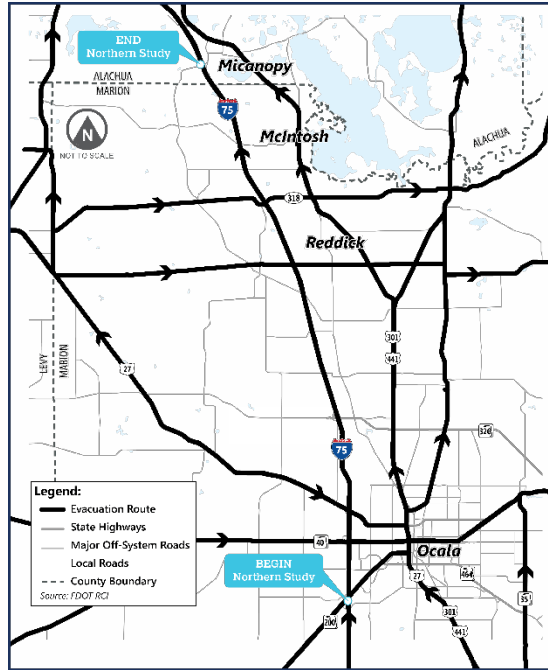 END
Northern Study
Micanopy
ALACHUA
MARION
75
N
NOT TO SCALE
McIntosh
ALACHUA
318
Reddick
LEVY
MARION
27
301
441
75
326
Legend:
Evacuation Route
State Highways
Major Off-System Roads
Local Roads
County Boundary
Source: FDOT RCI
40
Ocala
BEGIN
Northern Study
27
464
200
301
35
441